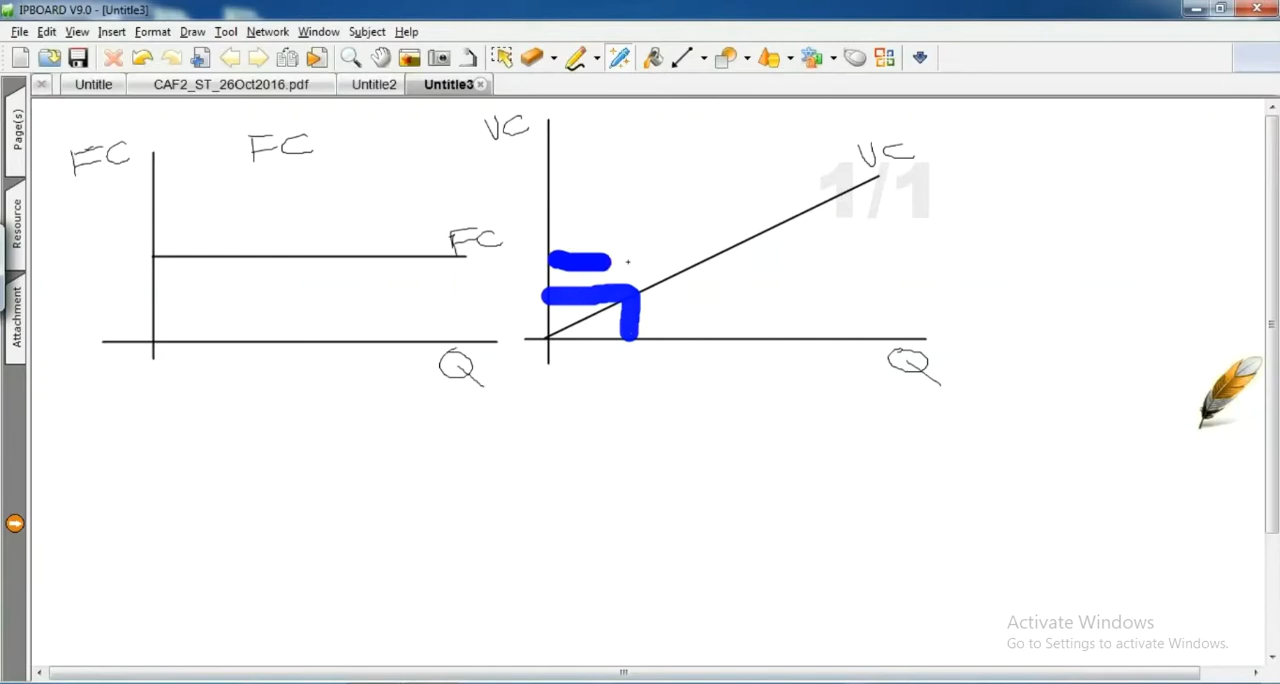 IPBOARD V9.0 - [Untitle3]
File Edit View Insert Format Draw Tool Network Window Subject Help
Untitle CAF2_ST_26Oct2016.pdf Untitle2 Untitle3
Page(s)
Resource
Attachment
FC
FC
FC
Q
VC
VC
1/1
Q
Activate Windows
Go to Settings to activate Windows.